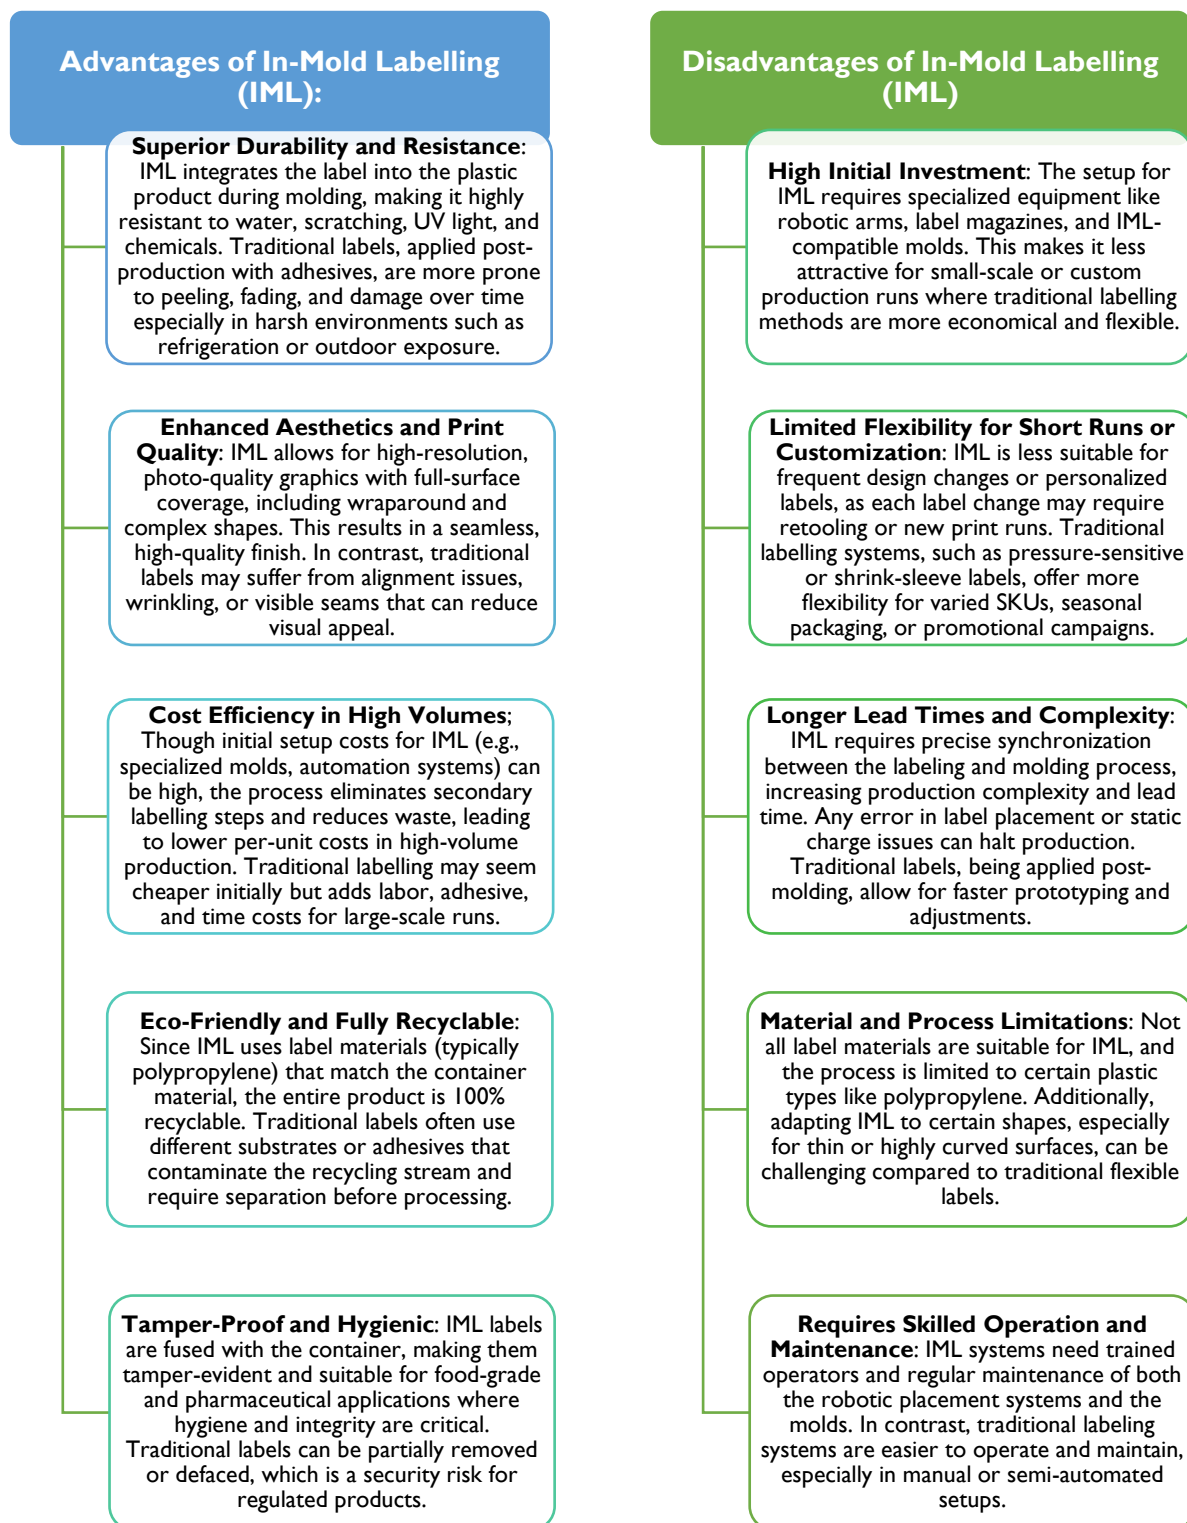 Advantages of In-Mold Labelling
(IML):
Superior Durability and Resistance:
IML integrates the label into the plastic
product during molding, making it highly
resistant to water, scratching, UV light, and
chemicals. Traditional labels, applied post-
production with adhesives, are more prone
to peeling, fading, and damage over time
especially in harsh environments such as
refrigeration or outdoor exposure.
Enhanced Aesthetics and Print
Quality: IML allows for high-resolution,
photo-quality graphics with full-surface
coverage, including wraparound and
complex shapes. This results in a seamless,
high-quality finish. In contrast, traditional
labels may suffer from alignment issues,
wrinkling, or visible seams that can reduce
visual appeal.
Cost Efficiency in High Volumes;
Though initial setup costs for IML (e.g.,
specialized molds, automation systems) can
be high, the process eliminates secondary
labelling steps and reduces waste, leading
to lower per-unit costs in high-volume
production. Traditional labelling may seem
cheaper initially but adds labor, adhesive,
and time costs for large-scale runs.
Eco-Friendly and Fully Recyclable:
Since IML uses label materials (typically
polypropylene) that match the container
material, the entire product is 100%
recyclable. Traditional labels often use
different substrates or adhesives that
contaminate the recycling stream and
require separation before processing.
Tamper-Proof and Hygienic: IML labels
are fused with the container, making them
tamper-evident and suitable for food-grade
and pharmaceutical applications where
hygiene and integrity are critical.
Traditional labels can be partially removed
or defaced, which is a security risk for
regulated products.
Disadvantages of In-Mold Labelling
(IML)
High Initial Investment: The setup for
IML requires specialized equipment like
robotic arms, label magazines, and IML-
compatible molds. This makes it less
attractive for small-scale or custom
production runs where traditional labelling
methods are more economical and flexible.
Limited Flexibility for Short Runs or
Customization: IML is less suitable for
frequent design changes or personalized
labels, as each label change may require
retooling or new print runs. Traditional
labelling systems, such as pressure-sensitive
or shrink-sleeve labels, offer more
flexibility for varied SKUs, seasonal
packaging, or promotional campaigns.
Longer Lead Times and Complexity:
IML requires precise synchronization
between the labeling and molding process,
increasing production complexity and lead
time. Any error in label placement or static
charge issues can halt production.
Traditional labels, being applied post-
molding, allow for faster prototyping and
adjustments.
Material and Process Limitations: Not
all label materials are suitable for IML, and
the process is limited to certain plastic
types like polypropylene. Additionally,
adapting IML to certain shapes, especially
for thin or highly curved surfaces, can be
challenging compared to traditional flexible
labels.
Requires Skilled Operation and
Maintenance: IML systems need trained
operators and regular maintenance of both
the robotic placement systems and the
molds. In contrast, traditional labeling
systems are easier to operate and maintain,
especially in manual or semi-automated
setups.